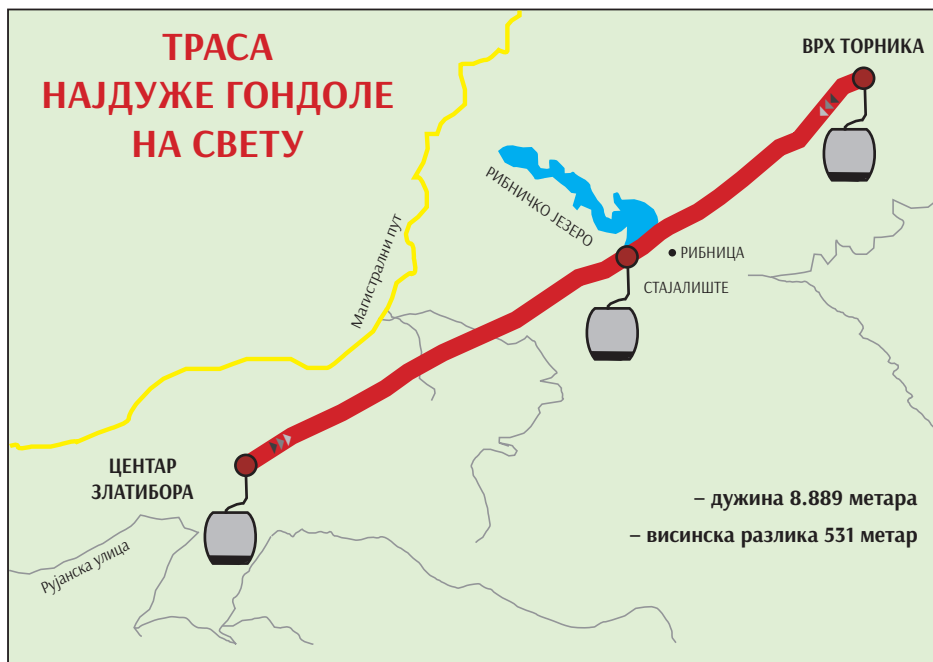 ТРАСА
НАЈДУЖЕ ГОНДОЛЕ
НА СВЕТУ
ВРХ ТОРНИКА
РИБНИЧКО ЈЕЗЕРО
Магистрални пут
РИБНИЦА
СТАЈАЛИШТЕ
ЦЕНТАР
ЗЛАТИБОРА
– дужина 8.889 метара
– висинска разлика 531 метар
Рујанска улица